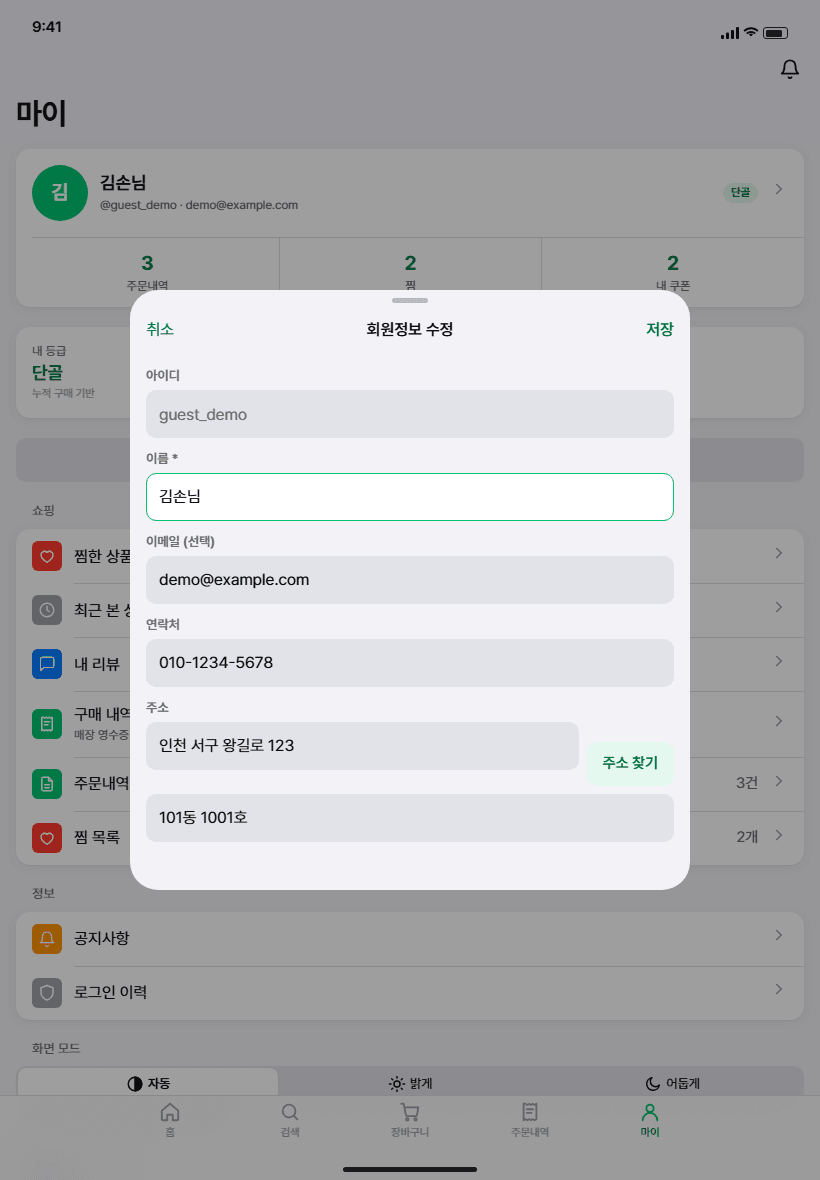 9:41
마이
김
김손님
@guest_demo · demo@example.com
단골
3
주문내역
2
찜
2
내 쿠폰
내 등급
단골
누적 구매 기반
취소
회원정보 수정
저장
아이디
guest_demo
이름 *
김손님
이메일 (선택)
demo@example.com
연락처
010-1234-5678
주소
인천 서구 왕길로 123
주소 찾기
101동 1001호
쇼핑
찜한 상품
최근 본
내 리뷰
구매 내역
매장 영수증
주문내역
3건
찜 목록
2개
정보
공지사항
로그인 이력
화면 모드
자동
밝게
어둡게
홈
검색
장바구니
주문내역
마이